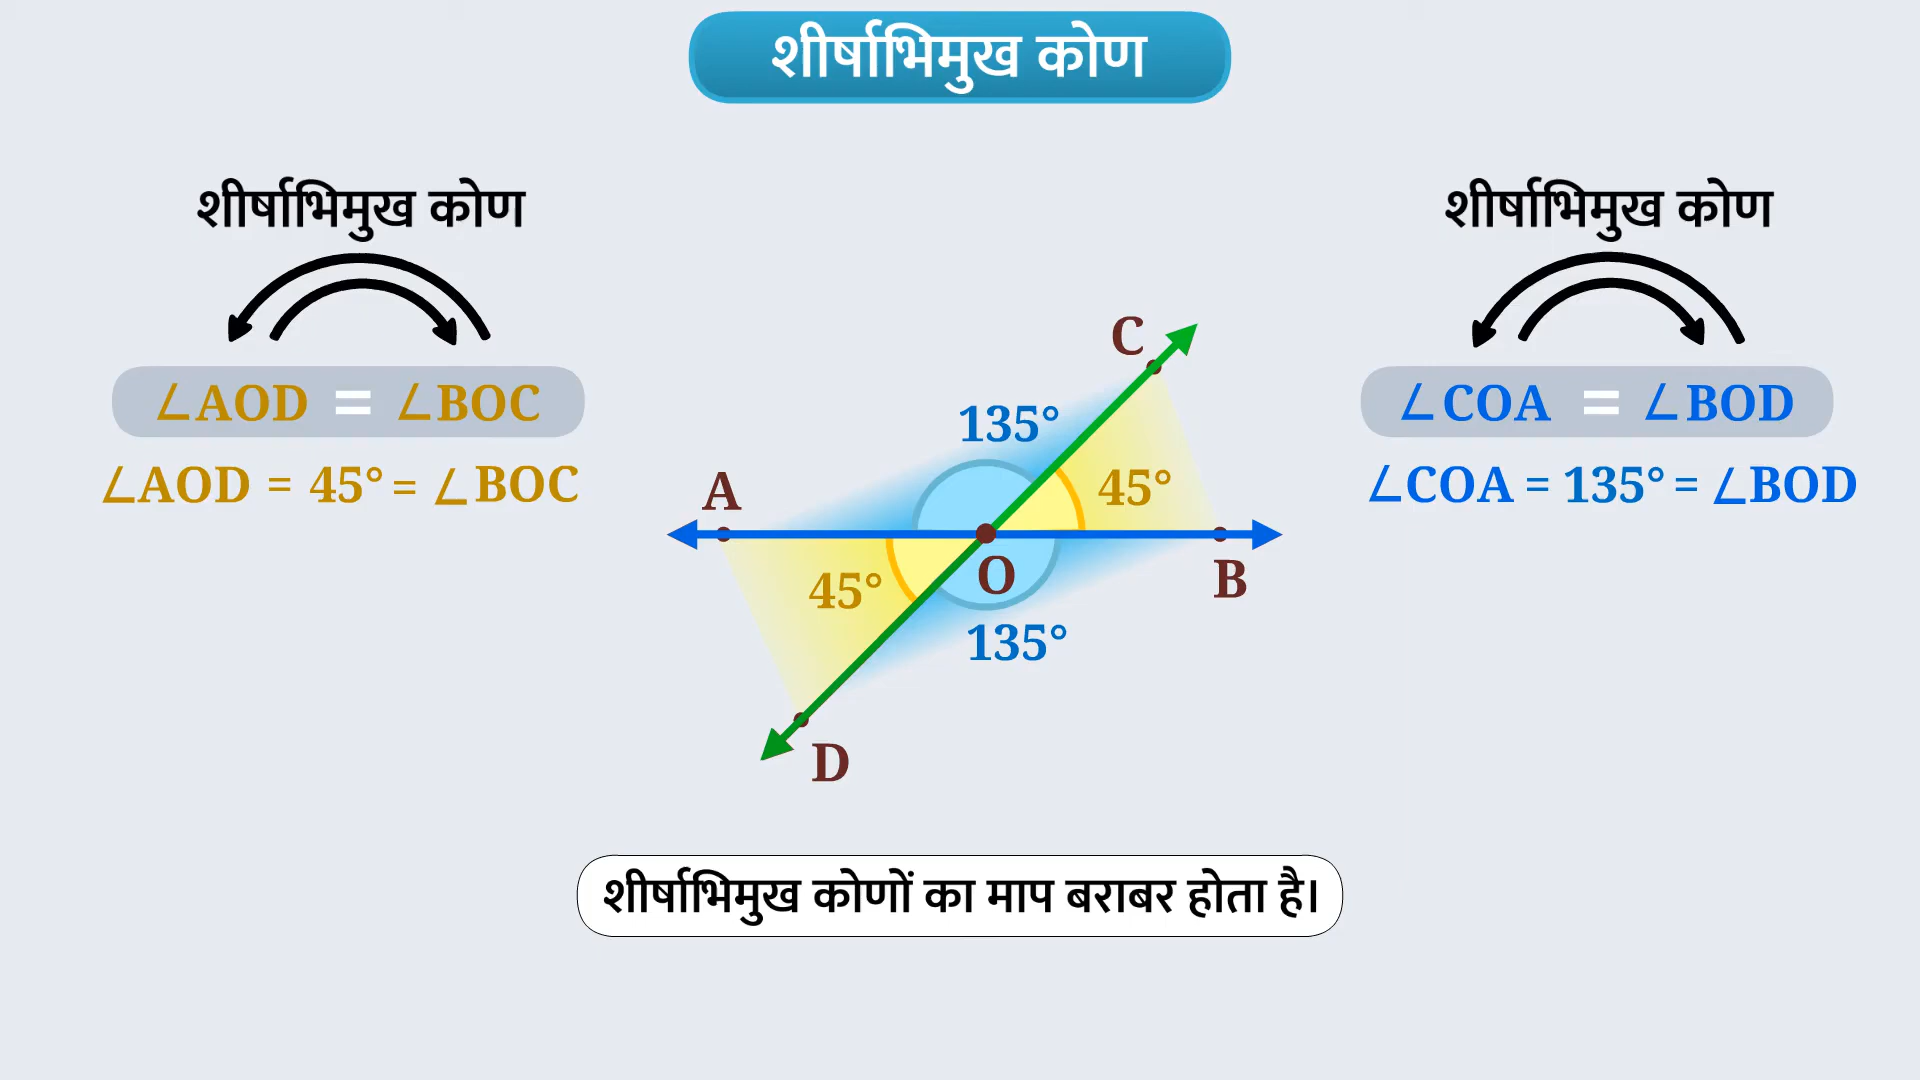 शीर्षाभिमुख कोण
शीर्षाभिमुख कोण
∠AOD = ∠BOC
∠AOD = 45° = ∠BOC
शीर्षाभिमुख कोण
∠COA = ∠BOD
∠COA = 135° = ∠BOD
C
135°
A
45°
O
B
45°
135°
D
शीर्षाभिमुख कोणों का माप बराबर होता है।